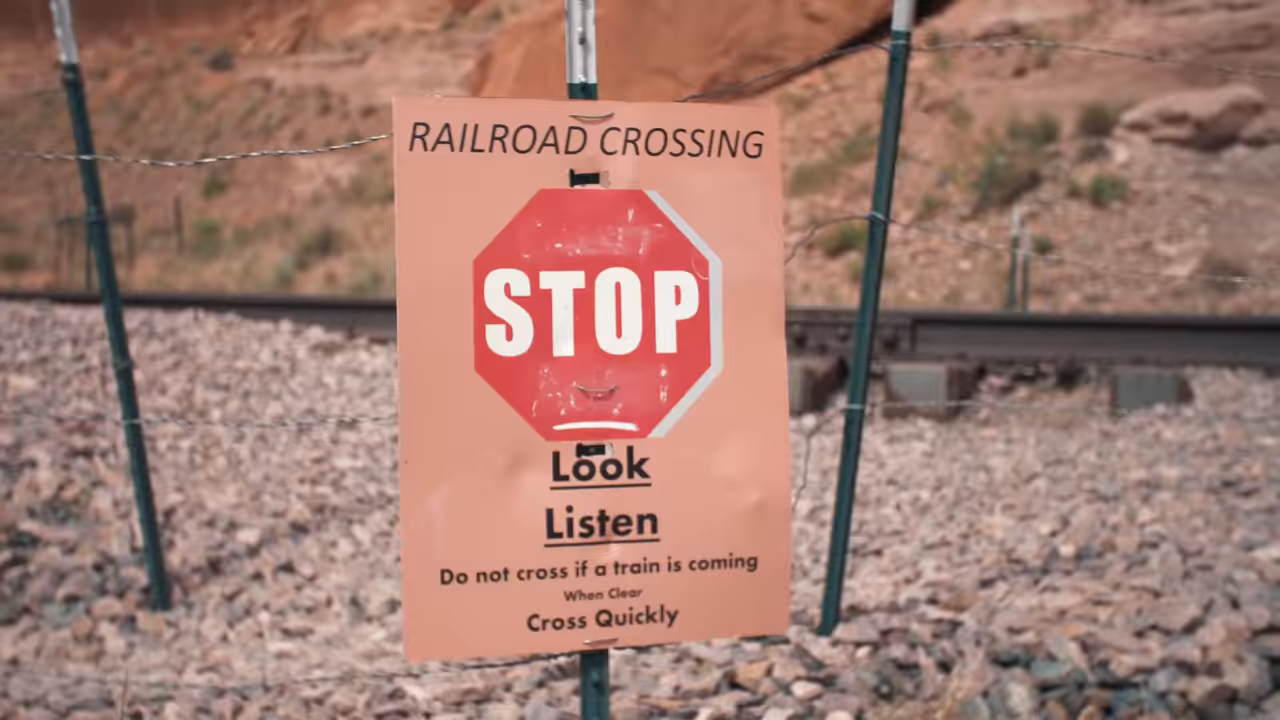 RAILROAD CROSSING
STOP
Look
Listen
Do not cross if a train is coming
When Clear
Cross Quickly